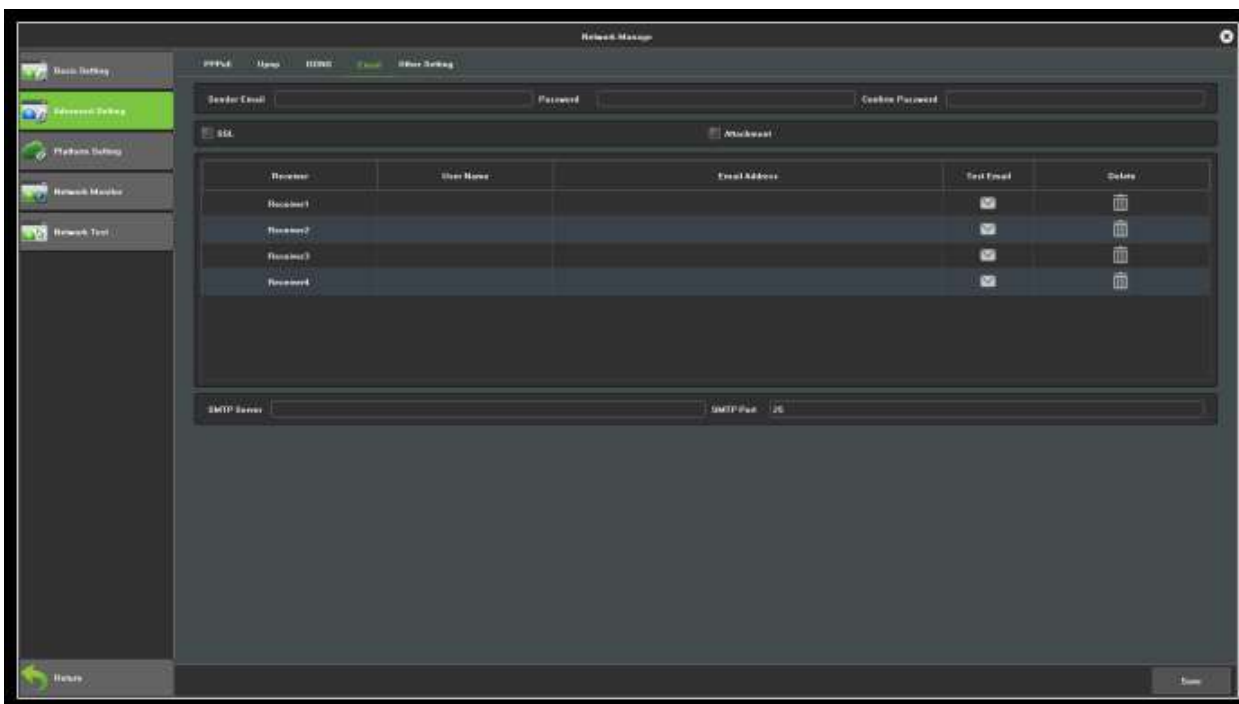 Network Manage
Basic Setting
Advanced Setting
Platform Setting
Network Monitor
Network Test
Return
PPPoE Upnp DDNS Email Other Setting
Sender Email Password Confirm Password
SSL Attachment
Receiver User Name Email Address Test Email Delete
Receiver1
Receiver2
Receiver3
Receiver4
SMTP Server SMTP Port 25
Save